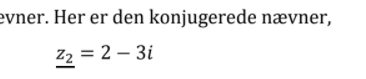 evner. Her er den konjugerede nævner,
z₂ = 2 − 3i